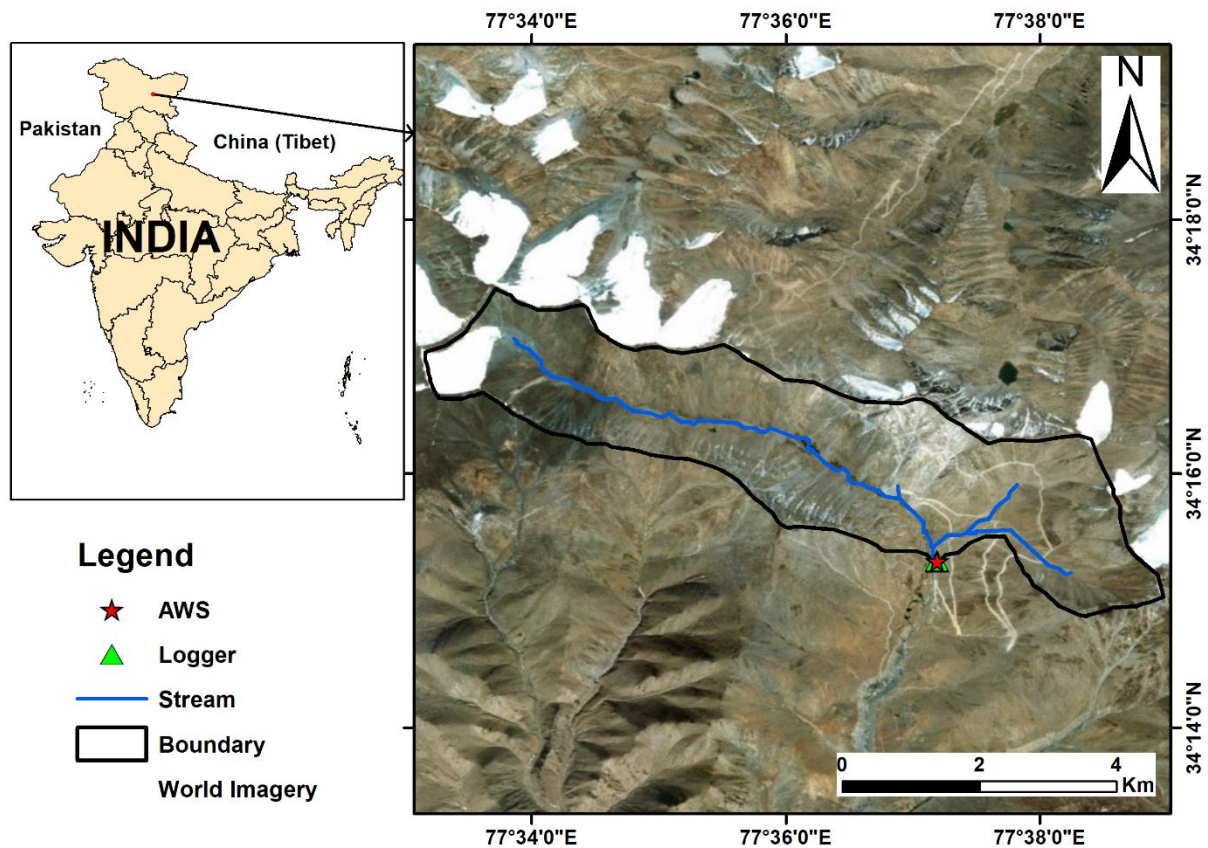 77°34'0"E
77°36'0"E
77°38'0"E
Pakistan
China (Tibet)
INDIA
N
34°18'0"N
34°16'0"N
34°14'0"N
Legend
AWS
Logger
Stream
Boundary
World Imagery
0 2 4
Km
77°34'0"E
77°36'0"E
77°38'0"E